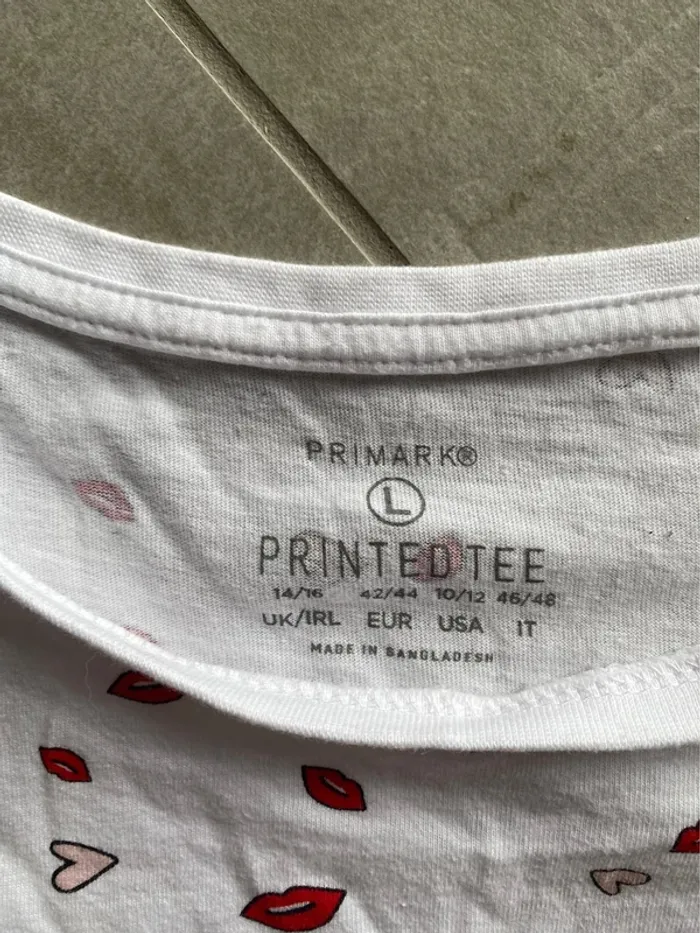 PRIMARK®
L
PRINTED TEE
14/16 42/44 10/12 46/48
UK/IRL EUR USA IT
MADE IN BANGLADESH